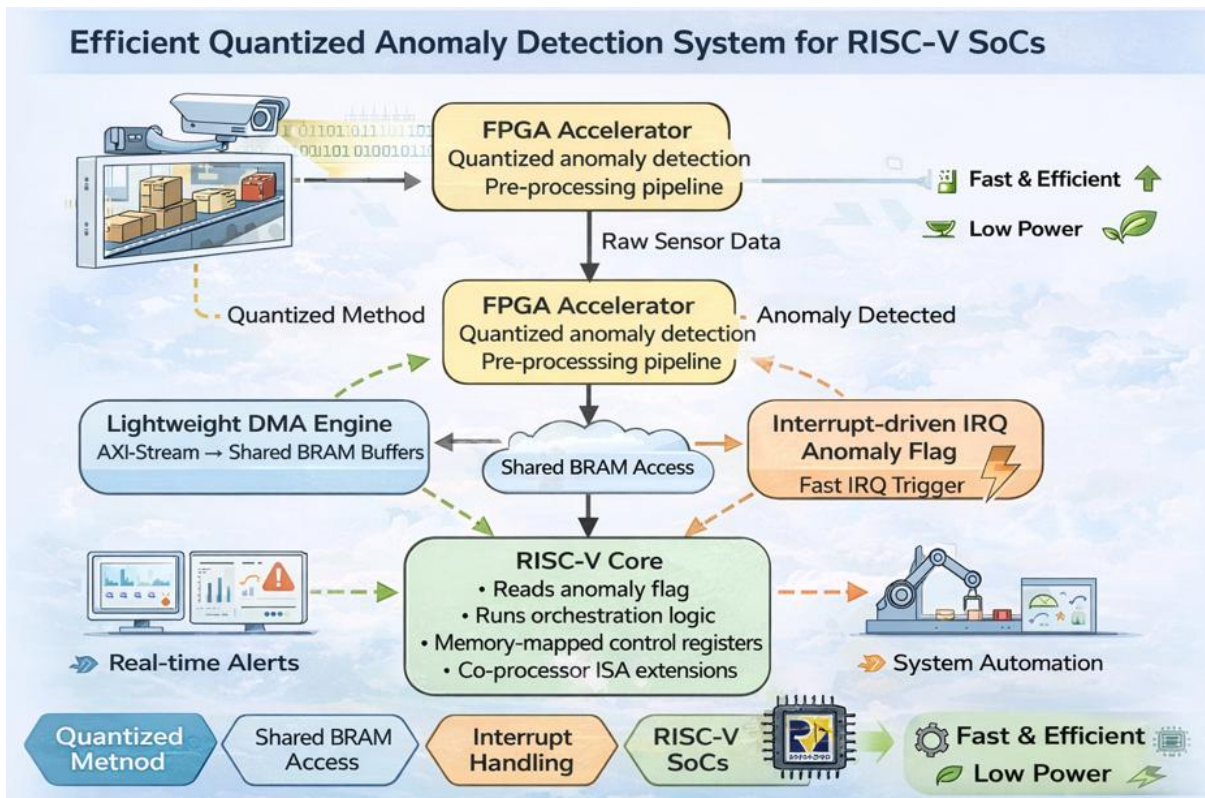 Efficient Quantized Anomaly Detection System for RISC-V SoCs
FPGA Accelerator
Quantized anomaly detection
Pre-processing pipeline
Fast & Efficient
Low Power
Raw Sensor Data
Quantized Method
FPGA Accelerator
Quantized anomaly detection
Pre-processsing pipeline
Anomaly Detected
Lightweight DMA Engine
AXI-Stream → Shared BRAM Buffers
Shared BRAM Access
Interrupt-driven IRQ
Anomaly Flag
Fast IRQ Trigger
RISC-V Core
• Reads anomaly flag
• Runs orchestration logic
• Memory-mapped control registers
• Co-processor ISA extensions
Real-time Alerts
System Automation
Quantized
Metnod
Shared BRAM
Access
Interrupt
Handling
RISC-V
SoCs
Fast & Efficient
Low Power